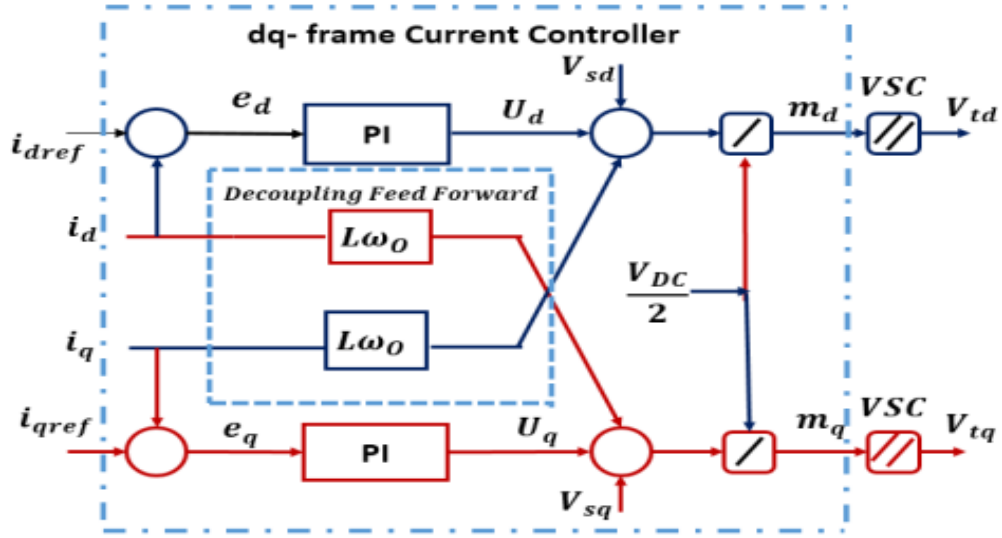 dq- frame Current Controller
V_sd
e_d
U_d
m_d
VSC
V_td
PI
/
//
i_dref
Decoupling Feed Forward
i_d
Lω_O
V_DC
2
i_q
Lω_O
i_qref
e_q
U_q
m_q
VSC
V_tq
PI
/
//
V_sq